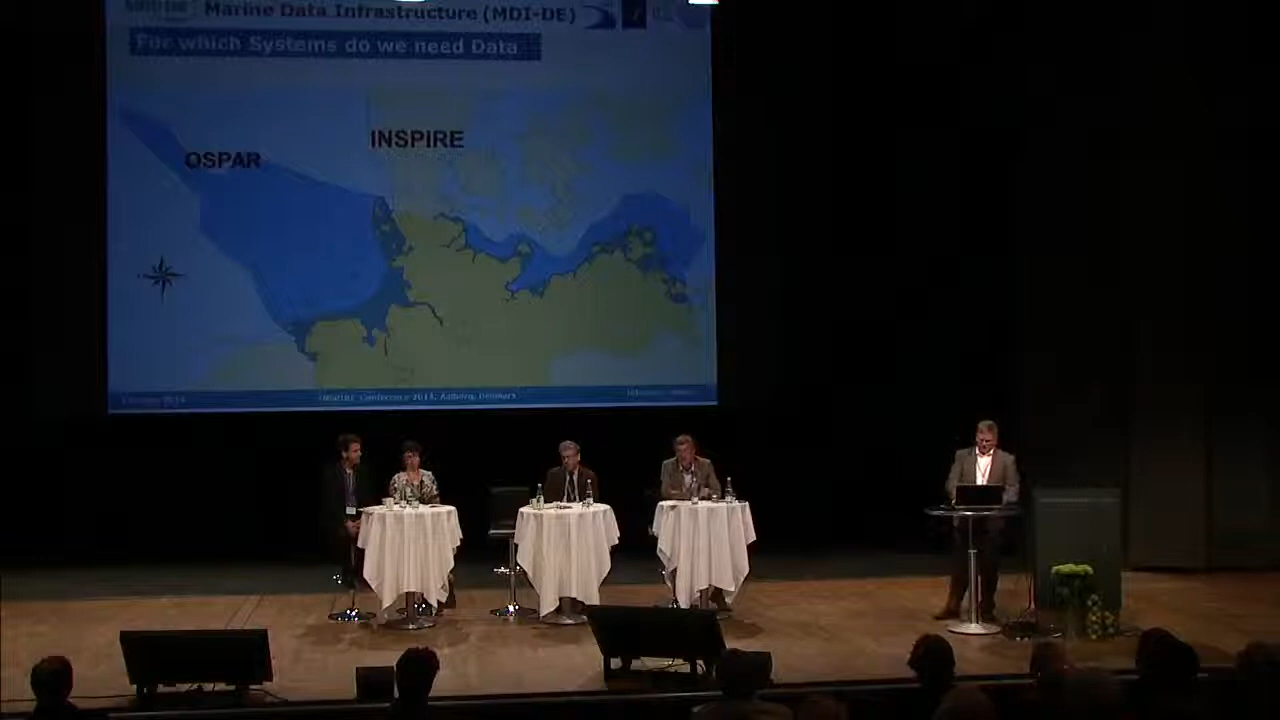 Marine Data Infrastructure (MDI-DE)
For which Systems do we need Data
INSPIRE
OSPAR
INSPIRE Conference 2014, Aalborg, Denmark